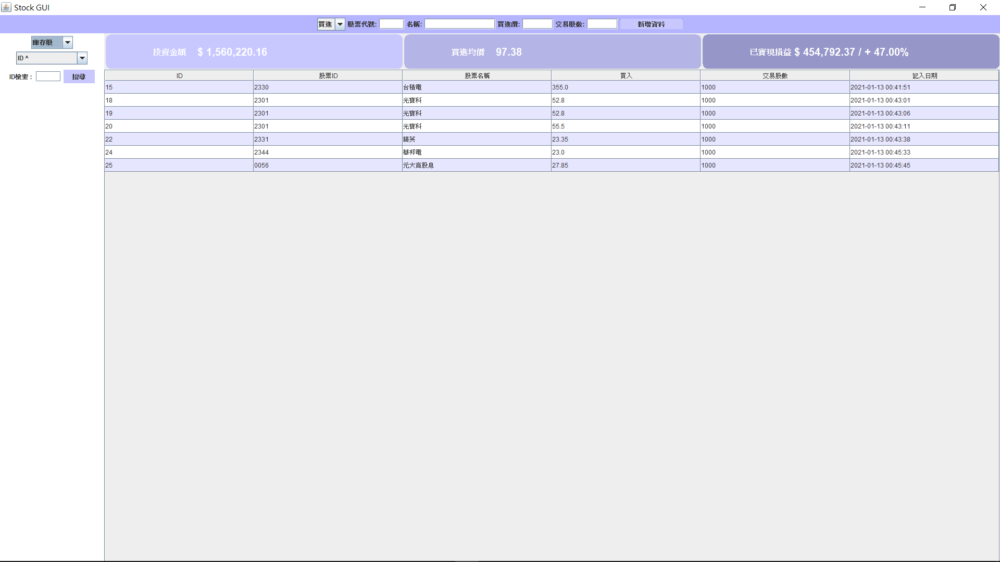 Stock GUI
買進 股票代號: 名稱: 買進價: 交易股數: 新增資料
庫存股
ID ^
ID檢索 : 搜尋
投資金額 $ 1,560,220.16 買進均價 97.38 已實現損益 $ 454,792.37 / + 47.00%
ID 股票ID 股票名稱 買入 交易股數 記入日期
15 2330 台積電 355.0 1000 2021-01-13 00:41:51
18 2301 光寶科 52.8 1000 2021-01-13 00:43:01
19 2301 光寶科 52.8 1000 2021-01-13 00:43:06
20 2301 光寶科 55.5 1000 2021-01-13 00:43:11
22 2331 精英 23.35 1000 2021-01-13 00:43:38
24 2344 華邦電 23.0 1000 2021-01-13 00:45:33
25 0056 元大高股息 27.85 1000 2021-01-13 00:45:45